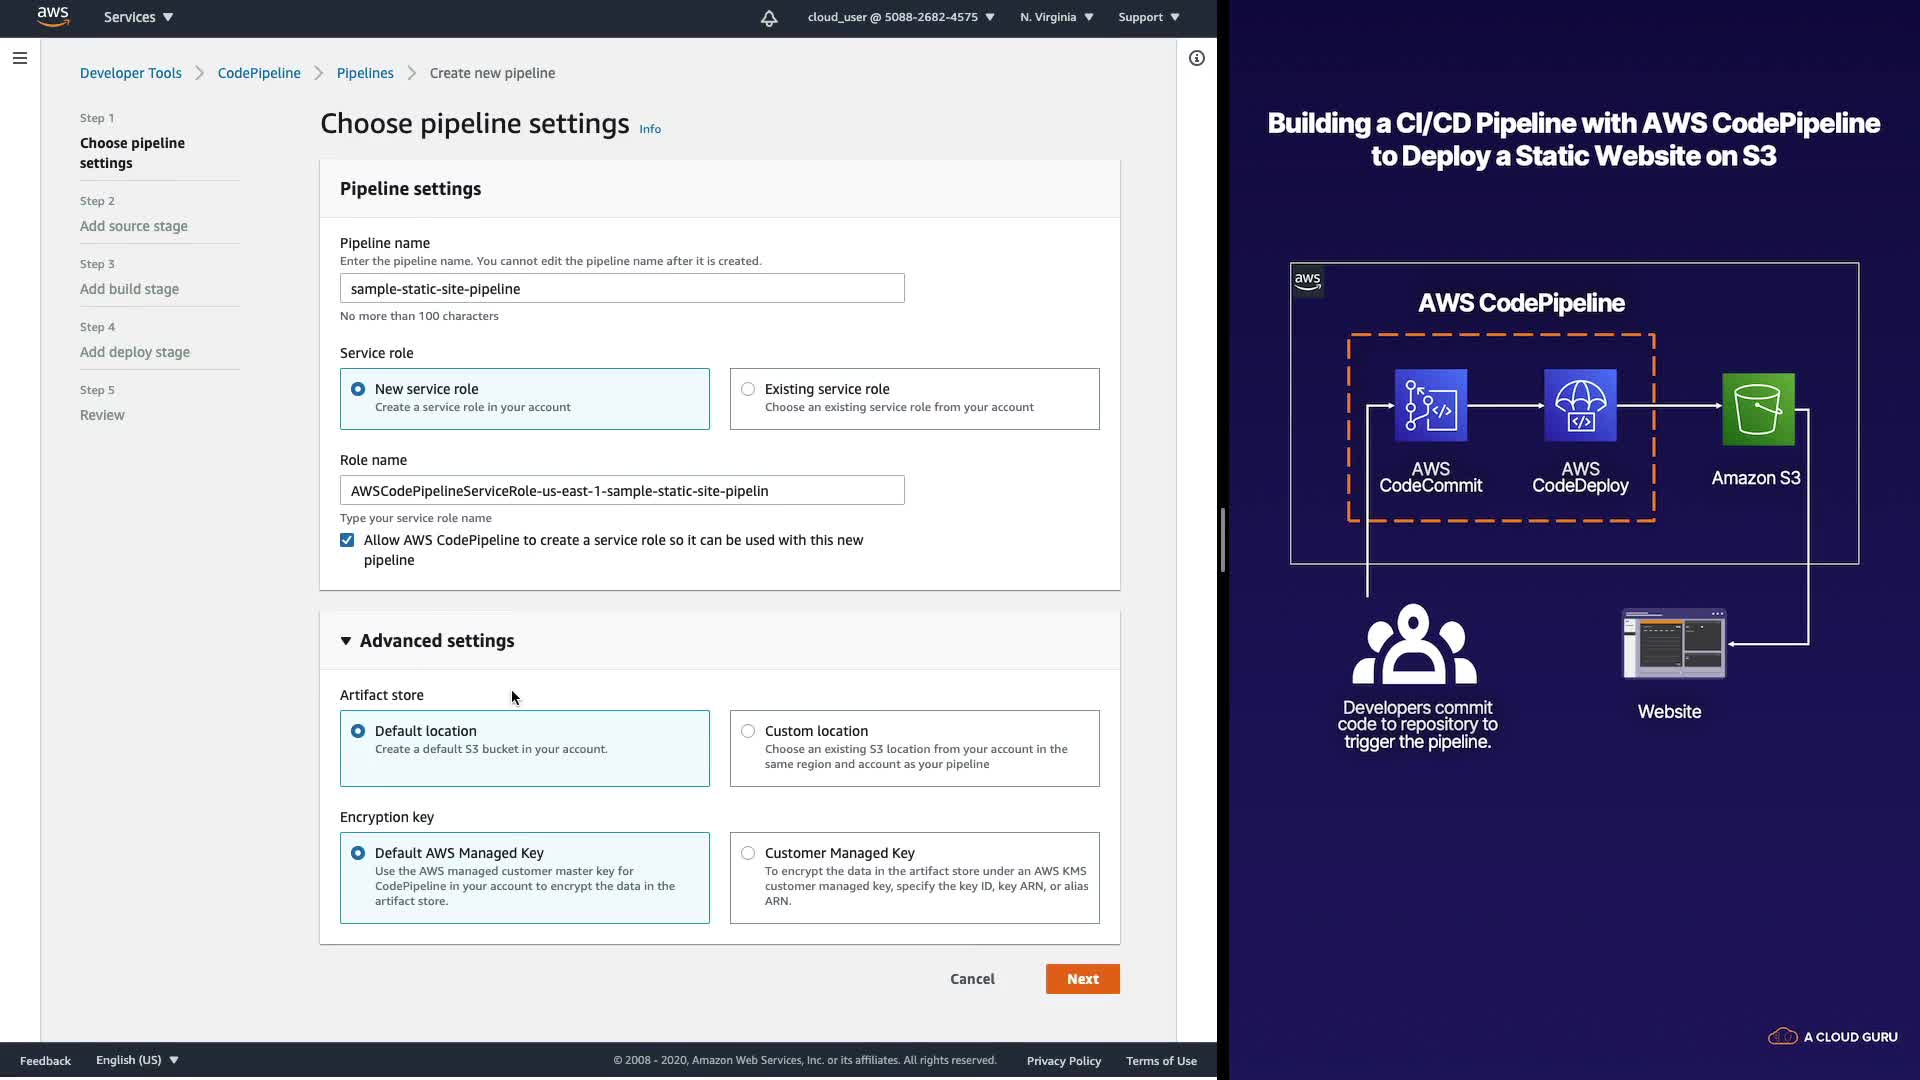 aws
Services
cloud_user @ 5088-2682-4575
N. Virginia
Support
Developer Tools
CodePipeline
Pipelines
Create new pipeline
Step 1
Choose pipeline
settings
Step 2
Add source stage
Step 3
Add build stage
Step 4
Add deploy stage
Step 5
Review
Choose pipeline settings Info
Pipeline settings
Pipeline name
Enter the pipeline name. You cannot edit the pipeline name after it is created.
sample-static-site-pipeline
No more than 100 characters
Service role
New service role
Create a service role in your account
Existing service role
Choose an existing service role from your account
Role name
AWSCodePipelineServiceRole-us-east-1-sample-static-site-pipelin
Type your service role name
Allow AWS CodePipeline to create a service role so it can be used with this new
pipeline
Advanced settings
Artifact store
Default location
Create a default S3 bucket in your account.
Custom location
Choose an existing S3 location from your account in the
same region and account as your pipeline
Encryption key
Default AWS Managed Key
Use the AWS managed customer master key for
CodePipeline in your account to encrypt the data in the
artifact store.
Customer Managed Key
To encrypt the data in the artifact store under an AWS KMS
customer managed key, specify the key ID, key ARN, or alias
ARN.
Cancel
Next
Feedback
English (US)
© 2008 - 2020, Amazon Web Services, Inc. or its affiliates. All rights reserved.
Privacy Policy
Terms of Use
Building a CI/CD Pipeline with AWS CodePipeline
to Deploy a Static Website on S3
aws
AWS CodePipeline
AWS
CodeCommit
AWS
CodeDeploy
Amazon S3
Developers commit
code to repository to
trigger the pipeline.
Website
A CLOUD GURU